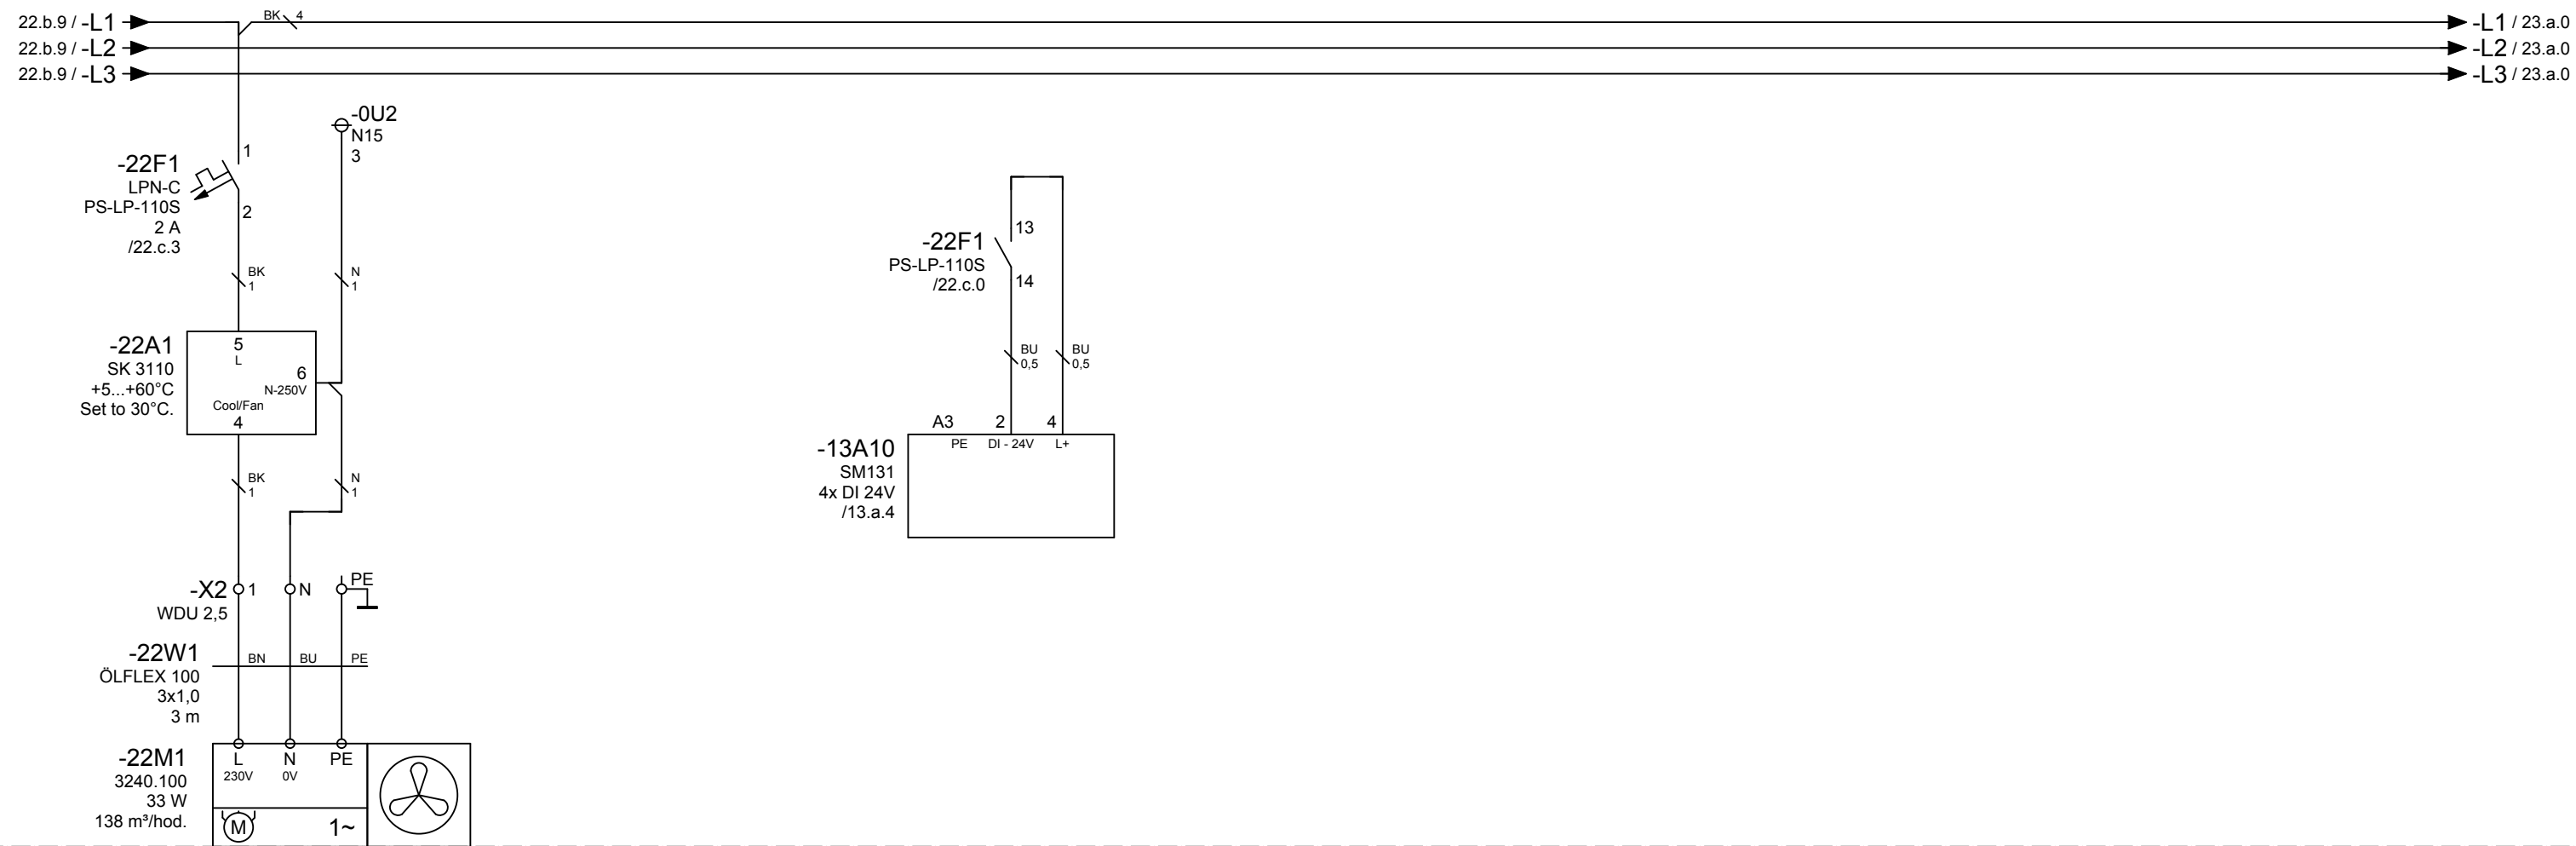 22.b.9 / -L1
BK 4
-L1 / 23.a.0
22.b.9 / -L2
-L2 / 23.a.0
22.b.9 / -L3
-L3 / 23.a.0
-0U2
N15
3
1
-22F1
LPN-C
PS-LP-110S
2 A
/22.c.3
2
BK
1
N
1
13
-22F1
PS-LP-110S
/22.c.0
14
BU
0,5
BU
0,5
-22A1
SK 3110
+5...+60°C
Set to 30°C.
5
L
6
N-250V
Cool/Fan
4
A3 2 4
PE DI - 24V L+
-13A10
SM131
4x DI 24V
/13.a.4
BK
1
N
1
-X2 1 N PE
WDU 2,5
-22W1
BN BU PE
ÖLFLEX 100
3x1,0
3 m
-22M1
3240.100
33 W
138 m³/hod.
L N PE
230V 0V
M 1~